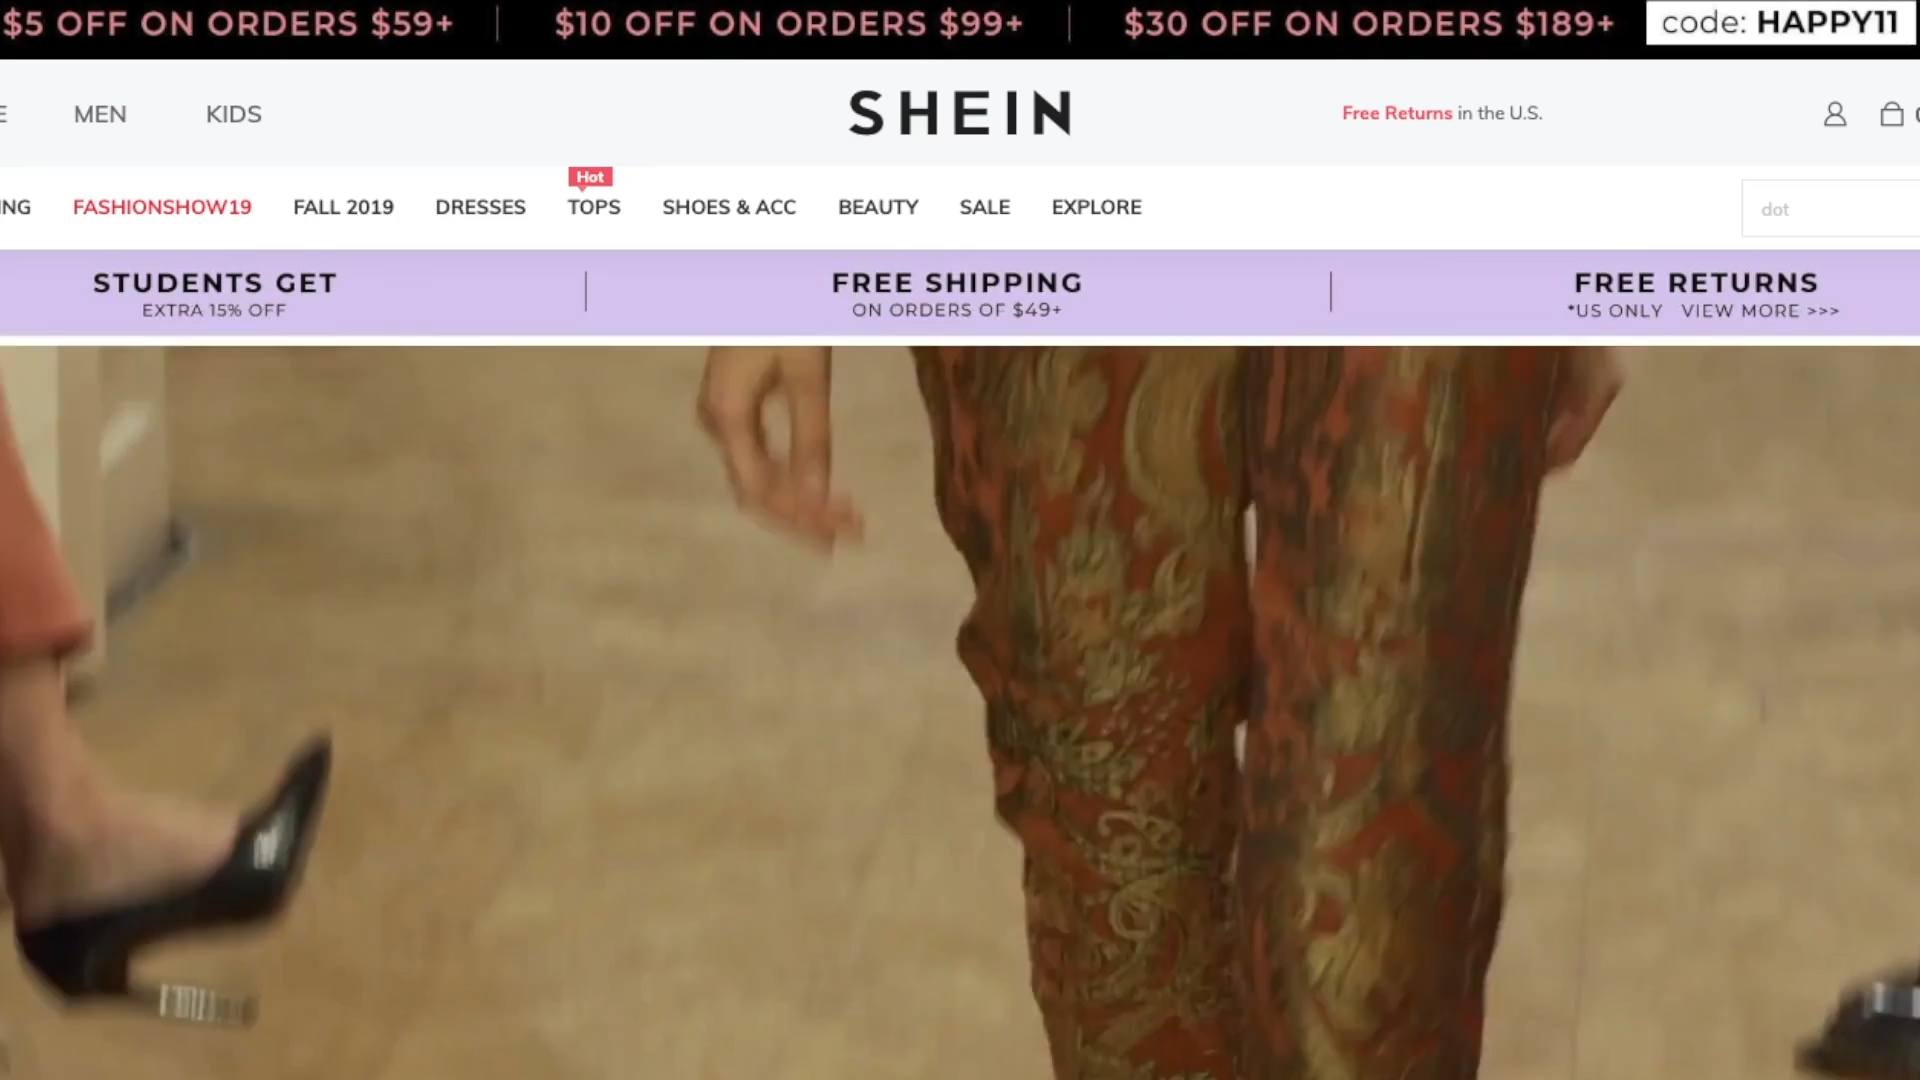 $5 OFF ON ORDERS $59+ $10 OFF ON ORDERS $99+ $30 OFF ON ORDERS $189+ code: HAPPY11
MEN KIDS SHEIN Free Returns in the U.S.
Hot
FASHIONSHOW19 FALL 2019 DRESSES TOPS SHOES & ACC BEAUTY SALE EXPLORE dot
STUDENTS GET FREE SHIPPING FREE RETURNS
EXTRA 15% OFF ON ORDERS OF $49+ *US ONLY VIEW MORE >>>